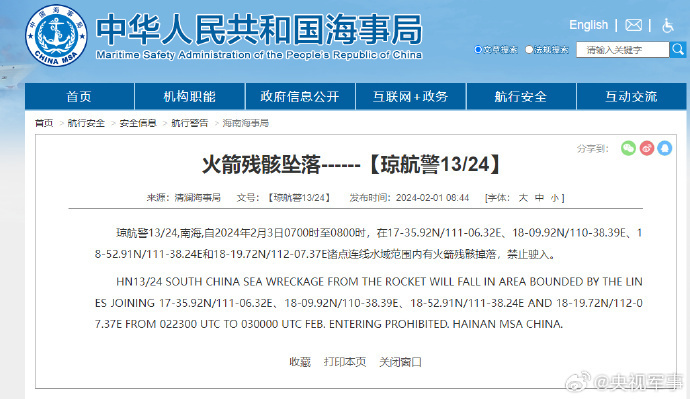 中华人民共和国海事局
Maritime Safety Administration of the People's Republic of China
CHINA MSA
English
文章搜索 法规搜索 请输入关键字
首页 机构职能 政府信息公开 互联网+政务 航行安全 互动交流
首页 > 航行安全 > 安全信息 > 航行警告 > 海南海事局
分享到：
火箭残骸坠落------【琼航警13/24】
来源：清澜海事局 文号：【琼航警13/24】 发布时间：2024-02-01 08:44 [字体： 大 中 小 ]
琼航警13/24,南海,自2024年2月3日0700时至0800时，在17-35.92N/111-06.32E、18-09.92N/110-38.39E、1
8-52.91N/111-38.24E和18-19.72N/112-07.37E诸点连线水域范围内有火箭残骸掉落，禁止驶入。
HN13/24 SOUTH CHINA SEA WRECKAGE FROM THE ROCKET WILL FALL IN AREA BOUNDED BY THE LIN
ES JOINING 17-35.92N/111-06.32E、18-09.92N/110-38.39E、18-52.91N/111-38.24E AND 18-19.72N/112-0
7.37E FROM 022300 UTC TO 030000 UTC FEB. ENTERING PROHIBITED. HAINAN MSA CHINA.
收藏 打印本页 关闭窗口
@央视军事